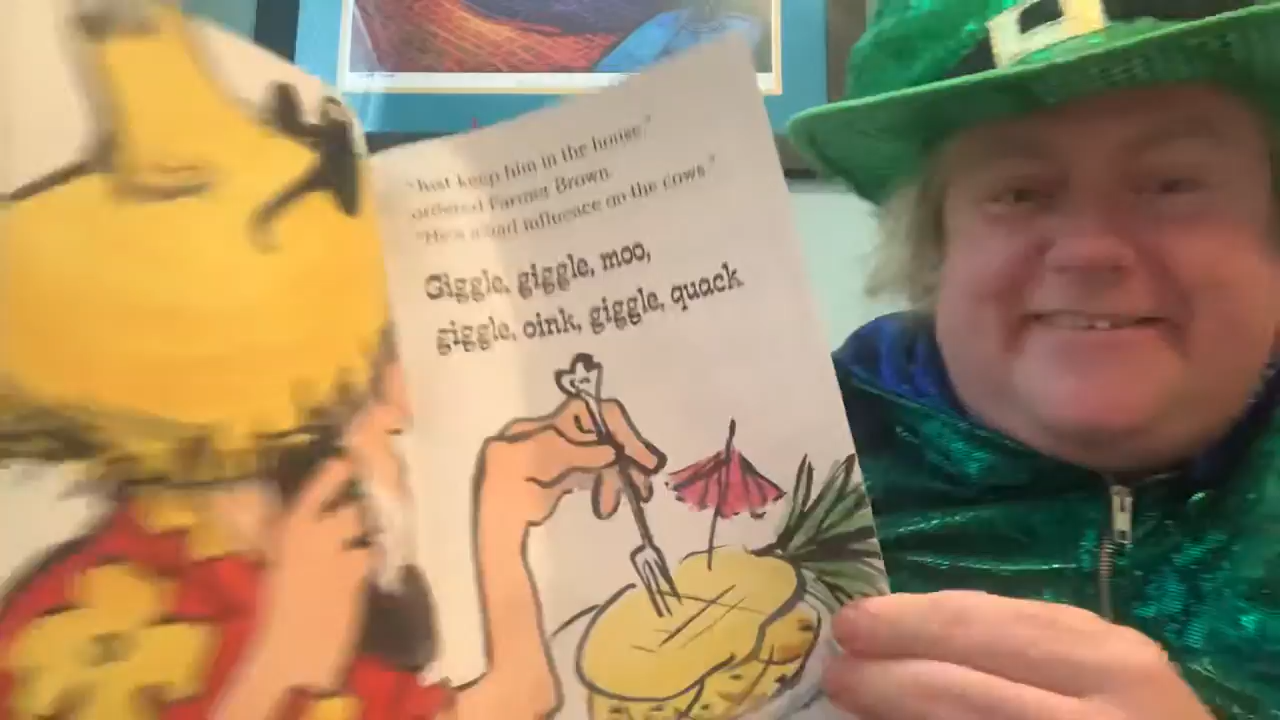 "Just keep him in the house,"
ordered Farmer Brown.
"He's a bad influence on the cows."
Giggle, giggle, moo,
giggle, oink, giggle, quack